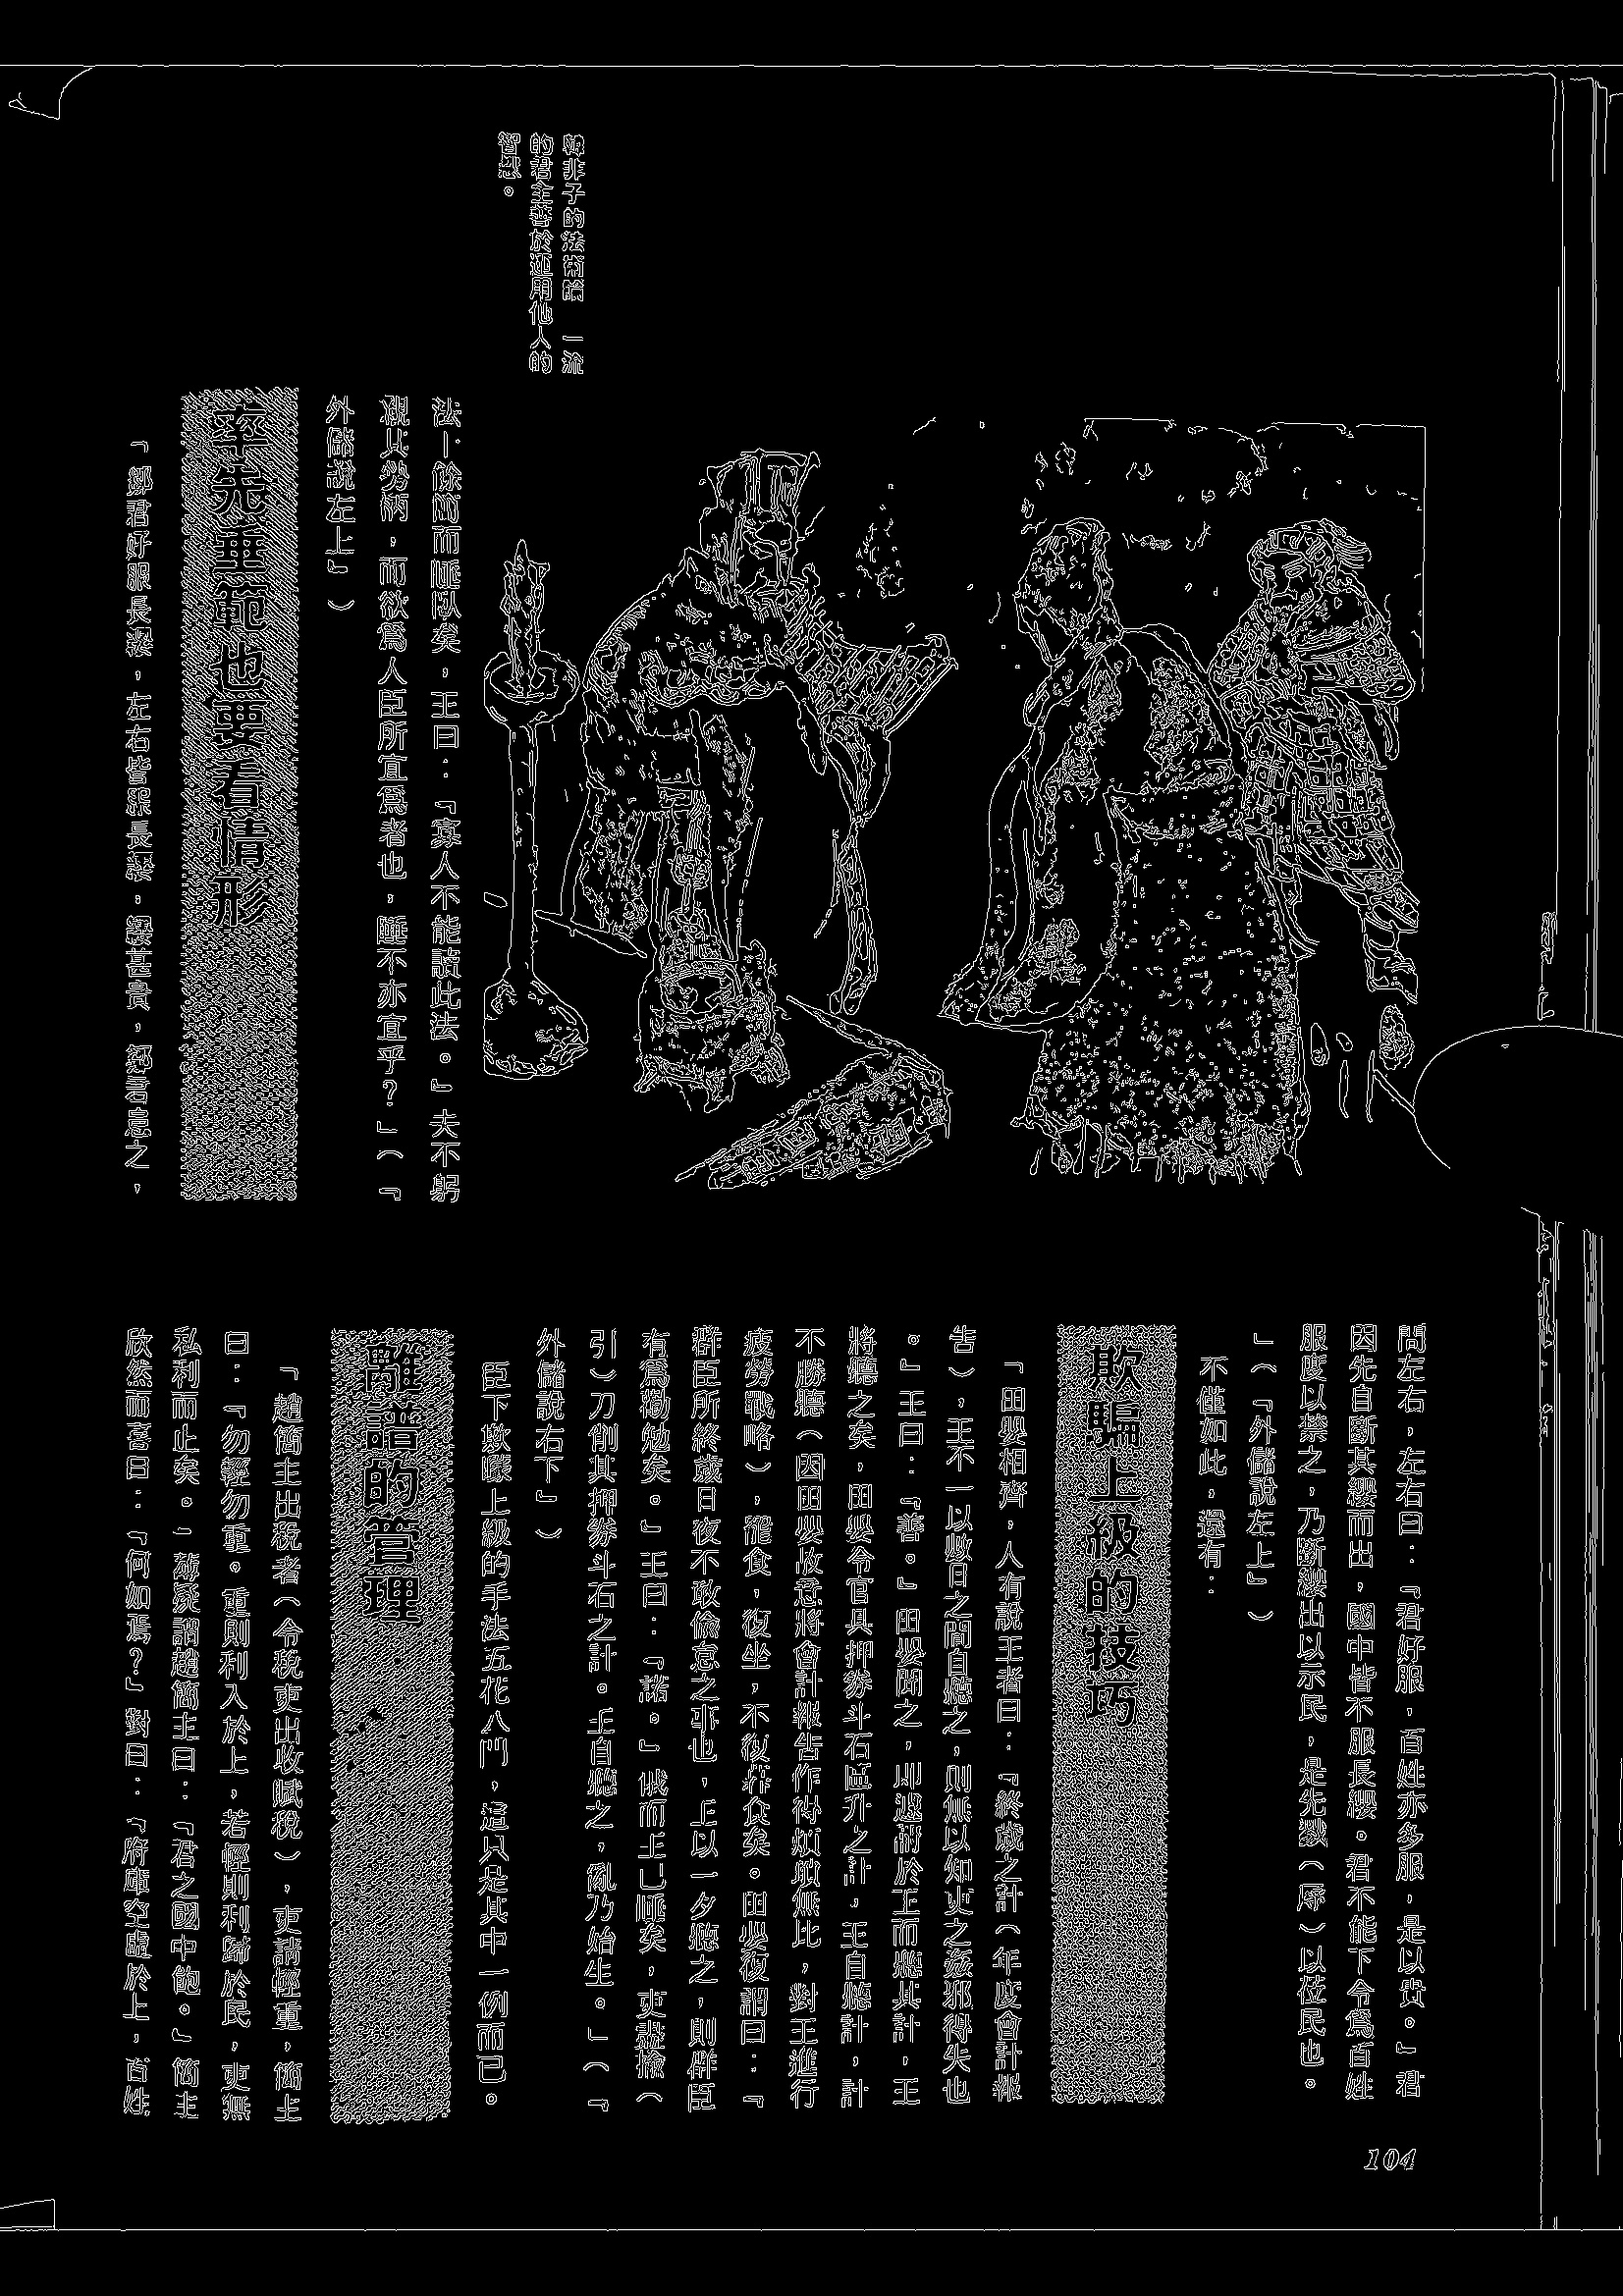 韓非子的法術論　一流
的君主善於運用他人的
智慧。
法十餘簡而睡臥矣，王曰：「寡人不能讀此法。」夫不躬
親其勢柄，而欲為人臣所宜為者也，睡不亦宜乎？」（『
外儲說左上』）
率先垂範也要看情形
「鄒君好服長纓，左右皆服長纓，纓甚貴，鄒君患之，
問左右，左右曰：『君好服，百姓亦多服，是以貴。』君
因先自斷其纓而出，國中皆不服長纓。君不能下令為百姓
服度以禁之，乃斷纓出以示民，是先戮（辱）以莅民也。
」（『外儲說左上』）
不僅如此，還有：
欺騙上級的技巧
「田嬰相齊，人有說王者曰：『終歲之計（年度會計報
告），王不一以數日之間自聽之，則無以知吏之姦邪得失也
。』王曰：『善。』田嬰聞之，即遽請於王而聽其計，王
將聽之矣，田嬰令官具押券斗石區升之計，王自聽計，計
不勝聽（因田嬰故意將會計報告作得煩瑣無比，對王進行
疲勞戰略），罷食，復坐，不復暮食矣。田嬰復謂曰：『
群臣所終歲日夜不敢偷怠之事也，上以一夕聽之，則群臣
有為勸勉矣。』王曰：『諾。』俄而王已睡矣，吏盡揄（
引）刀削其押券斗石之計。王自聽之，亂乃始生。」（『
外儲說右下』）
臣下欺矇上級的手法五花八門，這只是其中一例而已。
離譜的管理
「趙簡主出稅者（令稅吏出收賦稅），吏請輕重，簡主
曰：『勿輕勿重。重則利入於上，若輕則利歸於民，吏無
私利而止矣。』薄疑謂趙簡主曰：『君之國中飽。』簡主
欣然而喜曰：『何如焉？』對曰：『府庫空虛於上，百姓
104